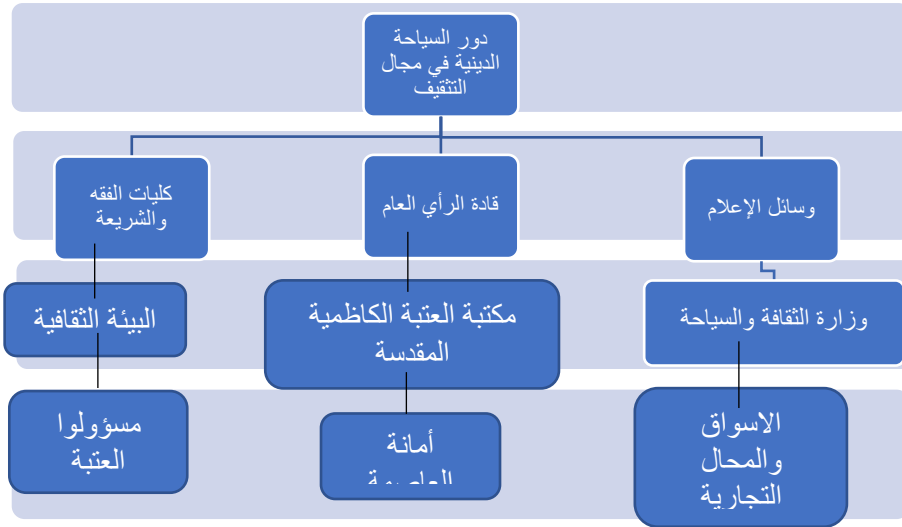 دور السياحة
الدينية في مجال
التثقيف
وسائل الإعلام
قادة الرأي العام
كليات الفقه
والشريعة
وزارة الثقافة والسياحة
مكتبة العتبة الكاظمية
المقدسة
البيئة الثقافية
الاسواق
والمحال
التجارية
أمانة
العاصمة
مسؤولوا
العتبة